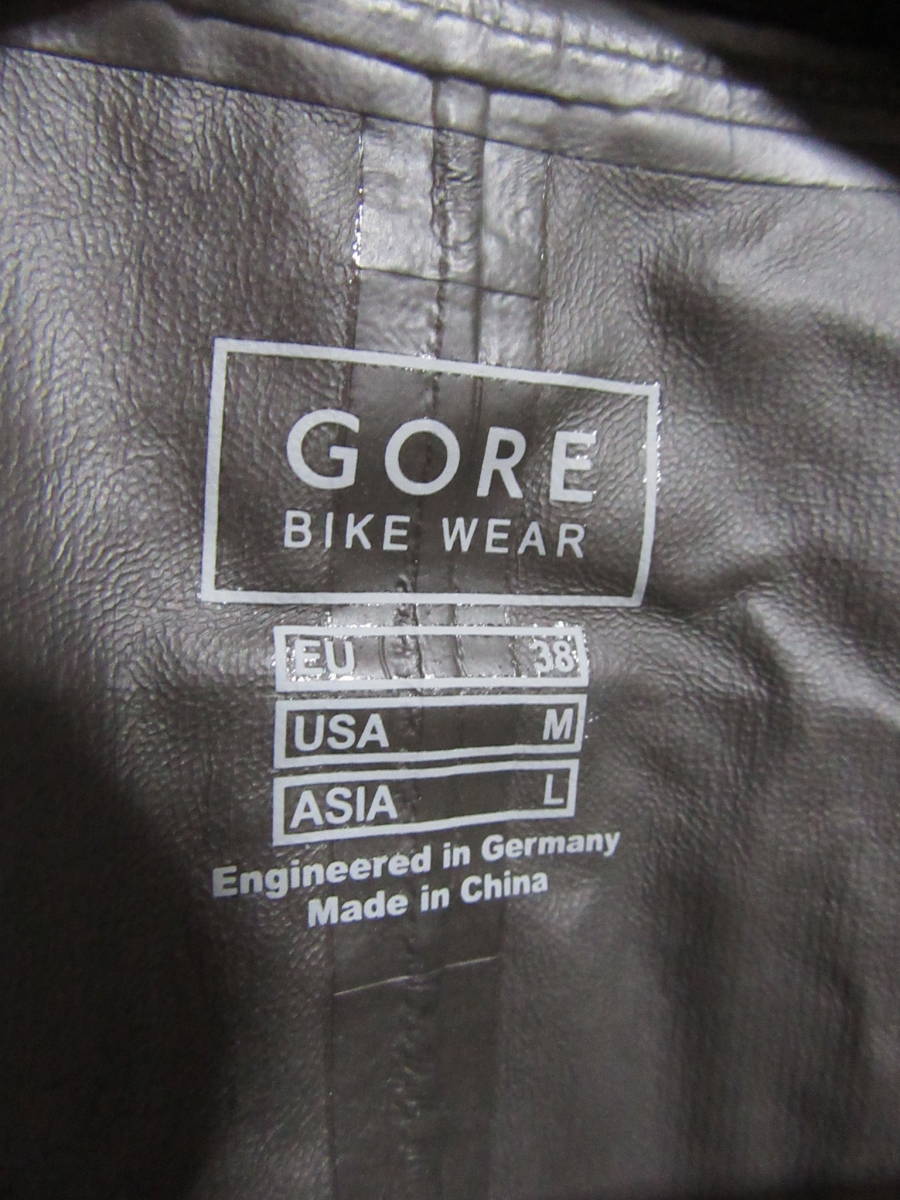 GORE
BIKE WEAR
EU 38
USA M
ASIA L
Engineered in Germany
Made in China